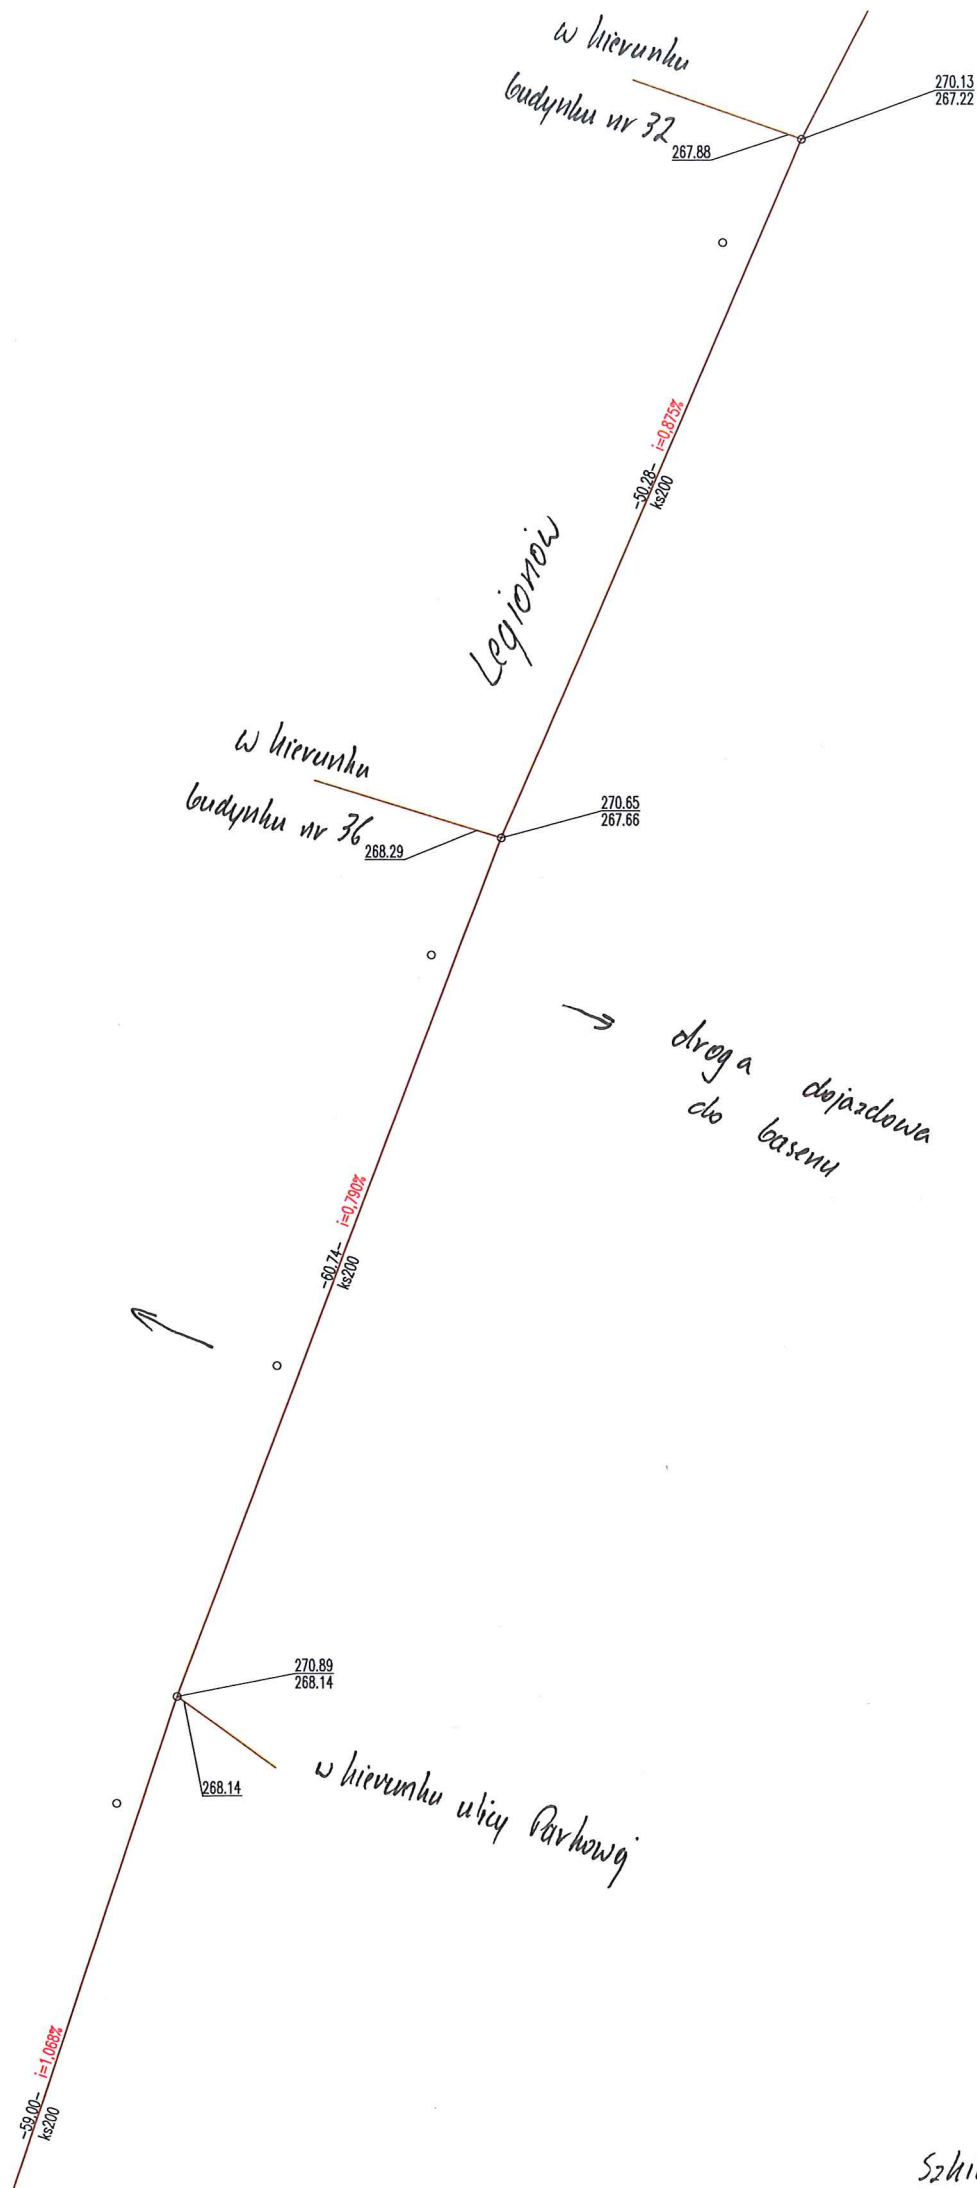 w kierunku
budynku nr 32
270.13
267.22
267.88
i=0,875%
-50.28-
ks200
Legionów
w kierunku
budynku nr 36
270.65
267.66
268.29
droga dojazdowa
do basenu
i=0,790%
-60.74-
ks200
270.89
268.14
268.14
w kierunku ulicy Parkowej
i=1,068%
-59.00-
ks200